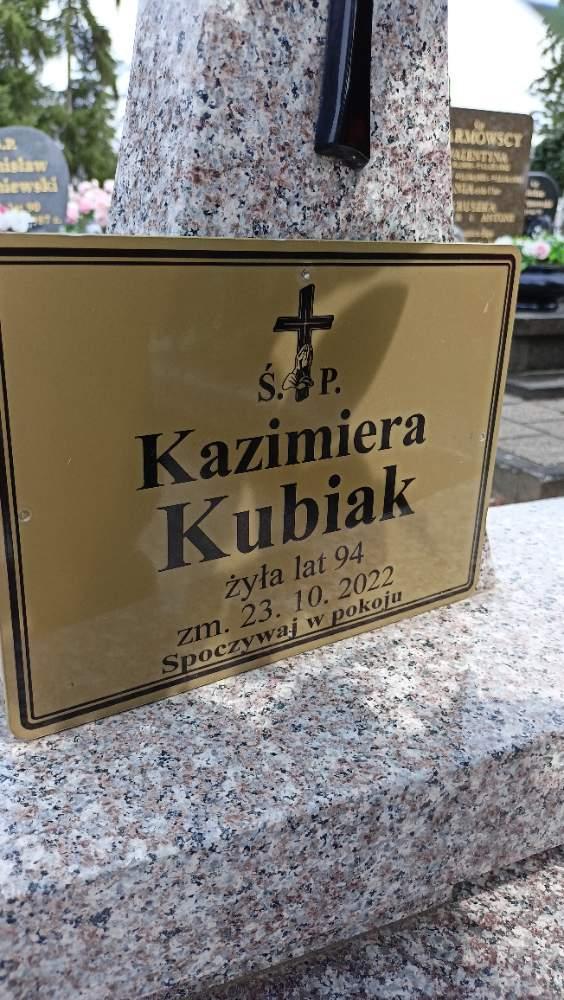 Ś. P.
Kazimiera
Kubiak
żyła lat 94
zm. 23. 10. 2022
Spoczywaj w pokoju